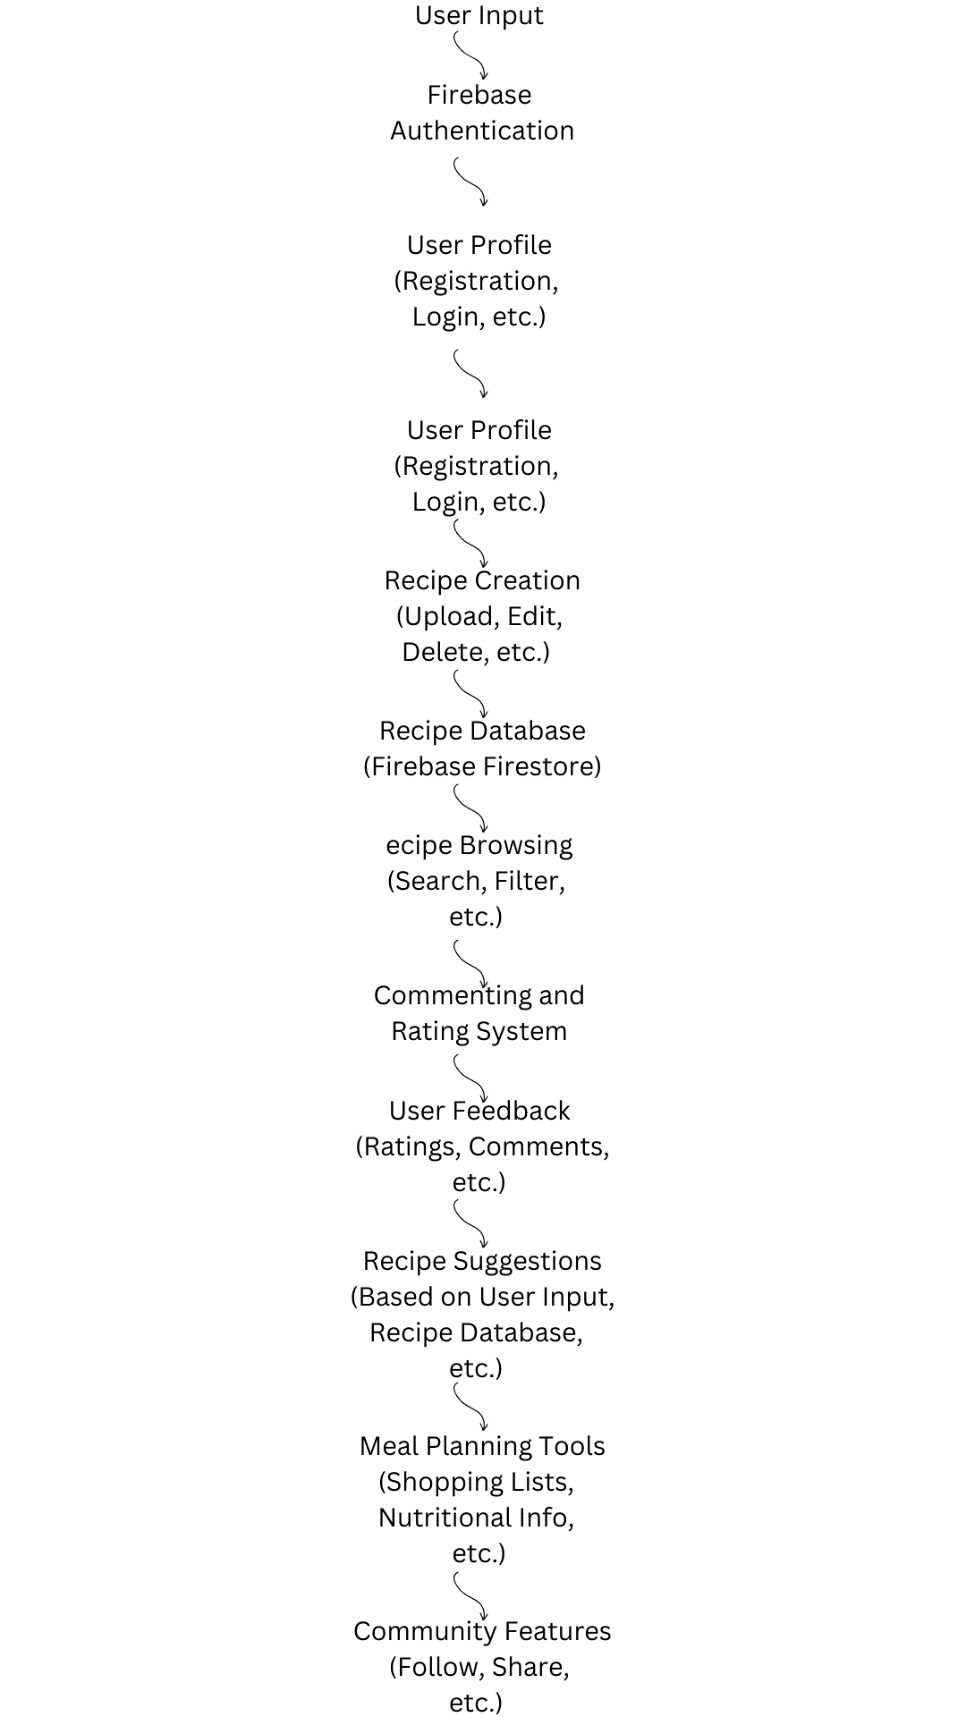 User Input
Firebase
Authentication
User Profile
(Registration,
Login, etc.)
User Profile
(Registration,
Login, etc.)
Recipe Creation
(Upload, Edit,
Delete, etc.)
Recipe Database
(Firebase Firestore)
ecipe Browsing
(Search, Filter,
etc.)
Commenting and
Rating System
User Feedback
(Ratings, Comments,
etc.)
Recipe Suggestions
(Based on User Input,
Recipe Database,
etc.)
Meal Planning Tools
(Shopping Lists,
Nutritional Info,
etc.)
Community Features
(Follow, Share,
etc.)